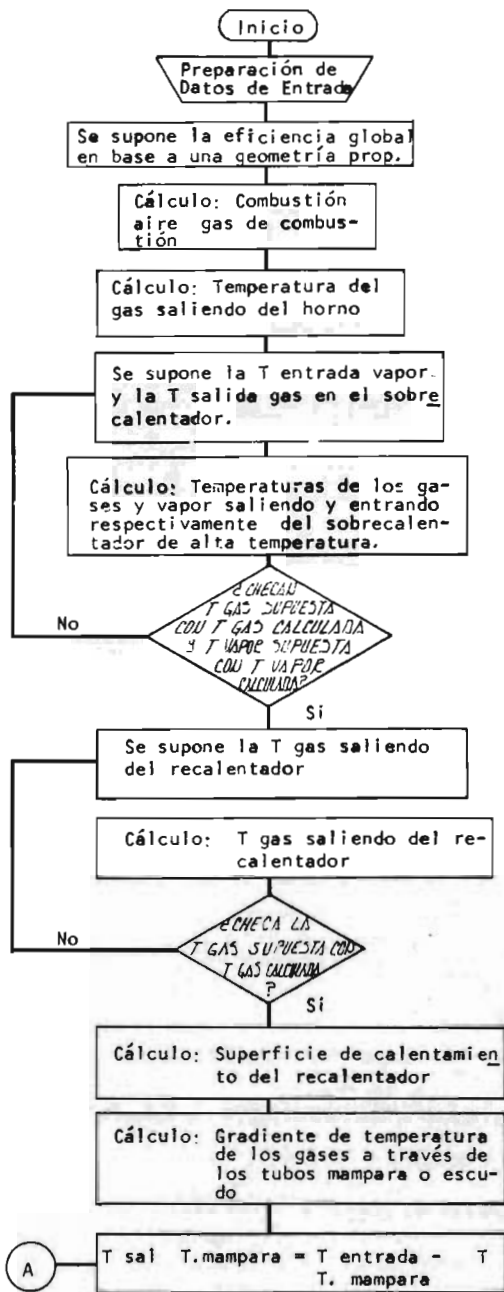 Inicio
Preparación de
Datos de Entrada
Se supone la eficiencia global
en base a una geometría prop.
Cálculo: Combustión
aire gas de combus-
tión
Cálculo: Temperatura del
gas saliendo del horno
Se supone la T entrada vapor
y la T salida gas en el sobre
calentador.
Cálculo: Temperaturas de los ga-
ses y vapor saliendo y entrando
respectivamente del sobrecalen-
tador de alta temperatura.
¿CHECAN
T GAS SUPUESTA
CON T GAS CALCULADA
Y T VAPOR SUPUESTA
CON T VAPOR
CALCULADA?
No
Sí
Se supone la T gas saliendo
del recalentador
Cálculo: T gas saliendo del re-
calentador
¿CHECA LA
T GAS SUPUESTA CON
T GAS CALCULADA
?
No
Sí
Cálculo: Superficie de calentamien
to del recalentador
Cálculo: Gradiente de temperatura
de los gases a través de
los tubos mampara o escu-
do
T sal T.mampara = T entrada - T
T. mampara
A